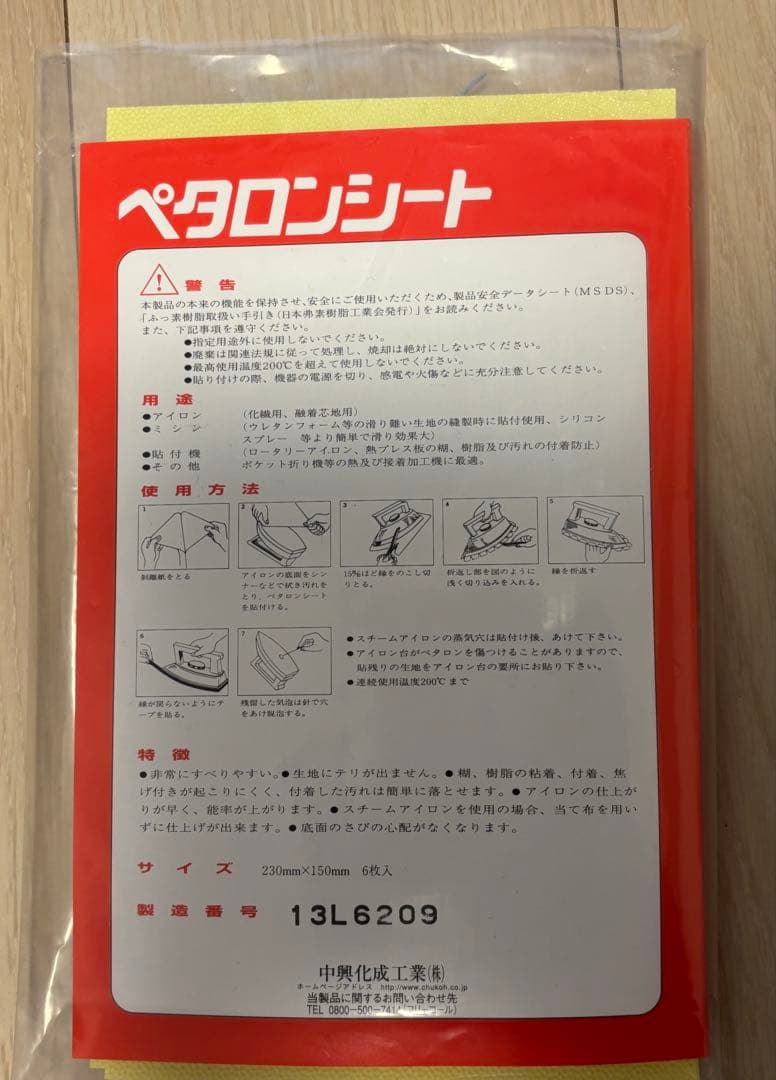 ペタロンシート
警告
本製品の本来の機能を保持させ、安全にご使用いただくため、製品安全データシート(MSDS)、
「ふっ素樹脂取扱い手引き(日本弗素樹脂工業会発行)」をお読みください。
また、下記事項を遵守ください。
●指定用途外に使用しないでください。
●廃棄は関連法規に従って処理し、焼却は絶対にしないでください。
●最高使用温度200℃を超えて使用しないでください。
●貼り付けの際、機器の電源を切り、感電や火傷などに充分注意してください。
用途
●アイロン (化繊用、融着芯地用)
●ミシン (ウレタンフォーム等の滑り難い生地の縫製時に貼付使用、シリコン
スプレー 等より簡単で滑り効果大)
●貼付機 (ロータリーアイロン、熱プレス板の糊、樹脂及び汚れの付着防止)
●その他 ポケット折り機等の熱及び接着加工機に最適。
使用方法
1 2 3 4 5
剥離紙をとる
アイロンの底面をシン
ナーなどで拭き汚れを
とり、ペタロンシート
を貼付ける。
15㎜ほど縁をのこし切
りとる。
折返し部を図のように
浅く切り込みを入れる。
縁を折返す
6 7
縁が戻らないようにテ
ープを貼る。
残留した気泡は針で穴
をあけ脱泡する。
●スチームアイロンの蒸気穴は貼付け後、あけて下さい。
●アイロン台がペタロンを傷つけることがありますので、
貼残りの生地をアイロン台の要所にお貼り下さい。
●連続使用温度200℃まで
特徴
●非常にすべりやすい。●生地にテリが出ません。●糊、樹脂の粘着、付着、焦
げ付きが起こりにくく、付着した汚れは簡単に落とせます。●アイロンの仕上が
りが早く、能率が上がります。●スチームアイロンを使用の場合、当て布を用い
ずに仕上げが出来ます。●底面のさびの心配がなくなります。
サイズ 230mm×150mm 6枚入
製造番号 13L6209
中興化成工業(株)
ホームページアドレス http://www.chukoh.co.jp
当製品に関するお問い合わせ先
TEL 0800-500-7414(フリーコール)